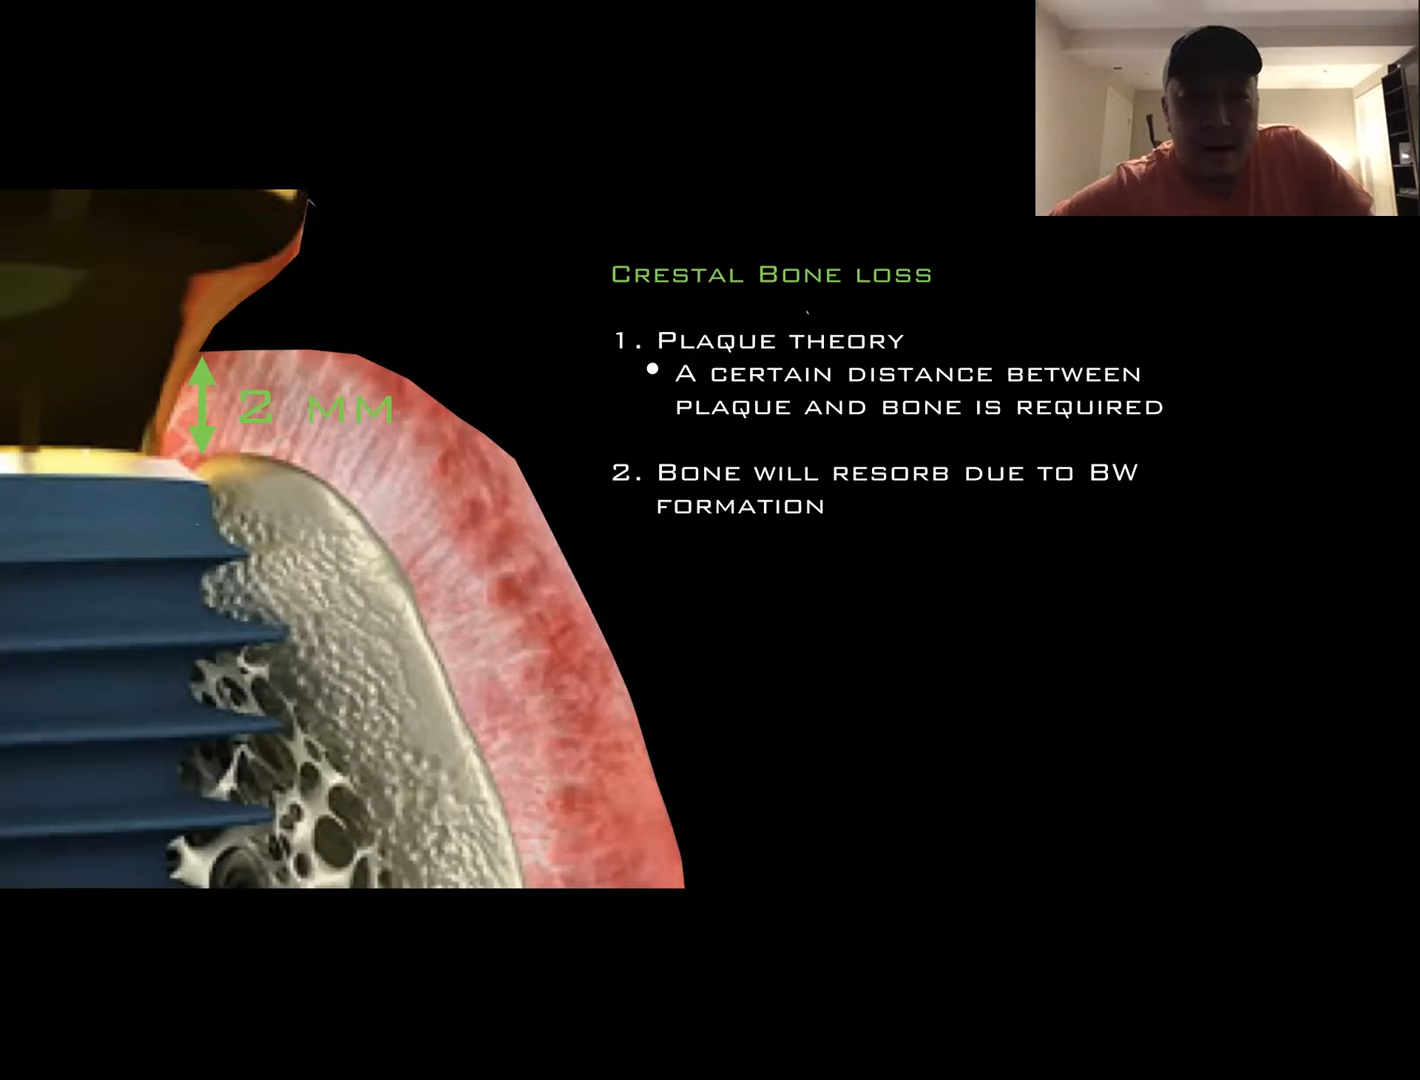 Crestal Bone loss
1. Plaque theory
• A certain distance between
plaque and bone is required
2 mm
2. Bone will resorb due to BW
formation